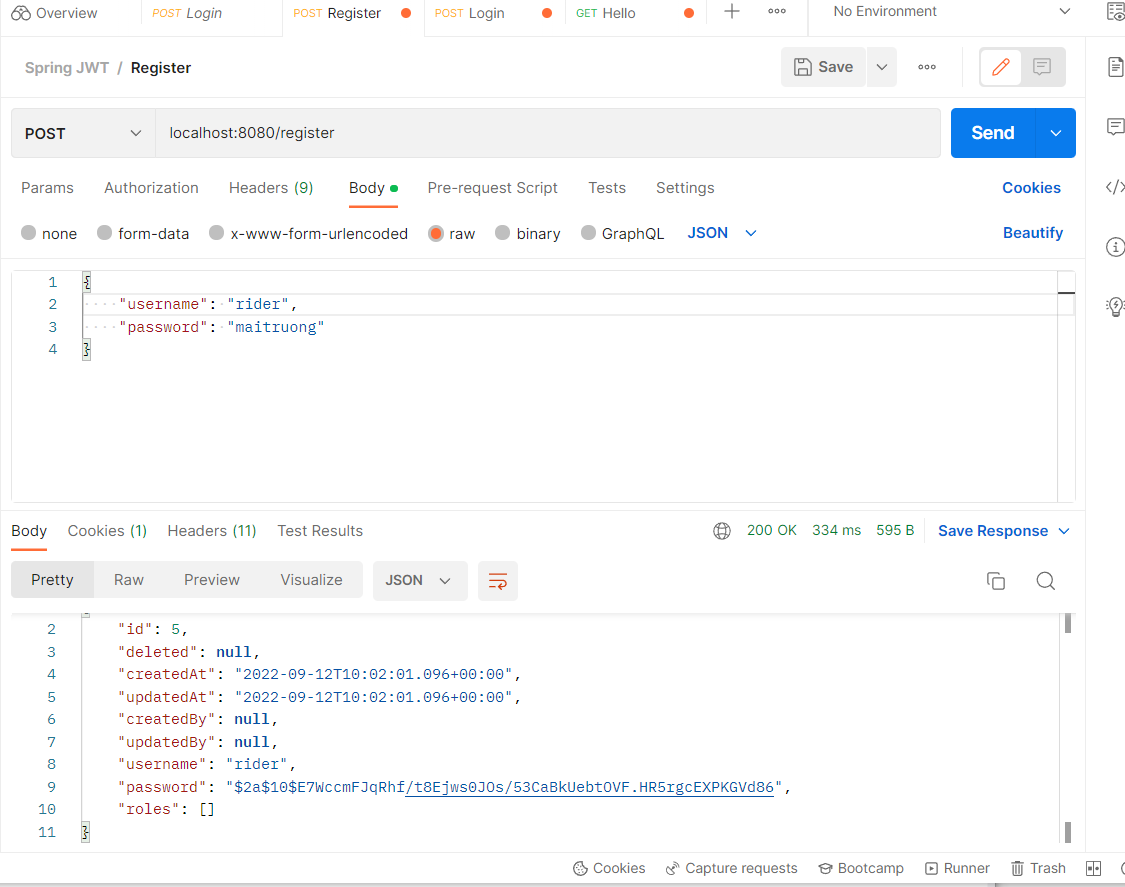 Overview
POST Login
POST Register
POST Login
GET Hello
No Environment
Spring JWT / Register
Save
POST
localhost:8080/register
Send
Params
Authorization
Headers (9)
Body
Pre-request Script
Tests
Settings
Cookies
none
form-data
x-www-form-urlencoded
raw
binary
GraphQL
JSON
Beautify
1 {
2 "username": "rider",
3 "password": "maitruong"
4 }
Body
Cookies (1)
Headers (11)
Test Results
200 OK
334 ms
595 B
Save Response
Pretty
Raw
Preview
Visualize
JSON
2 "id": 5,
3 "deleted": null,
4 "createdAt": "2022-09-12T10:02:01.096+00:00",
5 "updatedAt": "2022-09-12T10:02:01.096+00:00",
6 "createdBy": null,
7 "updatedBy": null,
8 "username": "rider",
9 "password": "$2a$10$E7WccmFJqRhf/t8Ejws0JOs/53CaBkUebtOVF.HR5rgcEXPKGVd86",
10 "roles": []
11 }
Cookies
Capture requests
Bootcamp
Runner
Trash